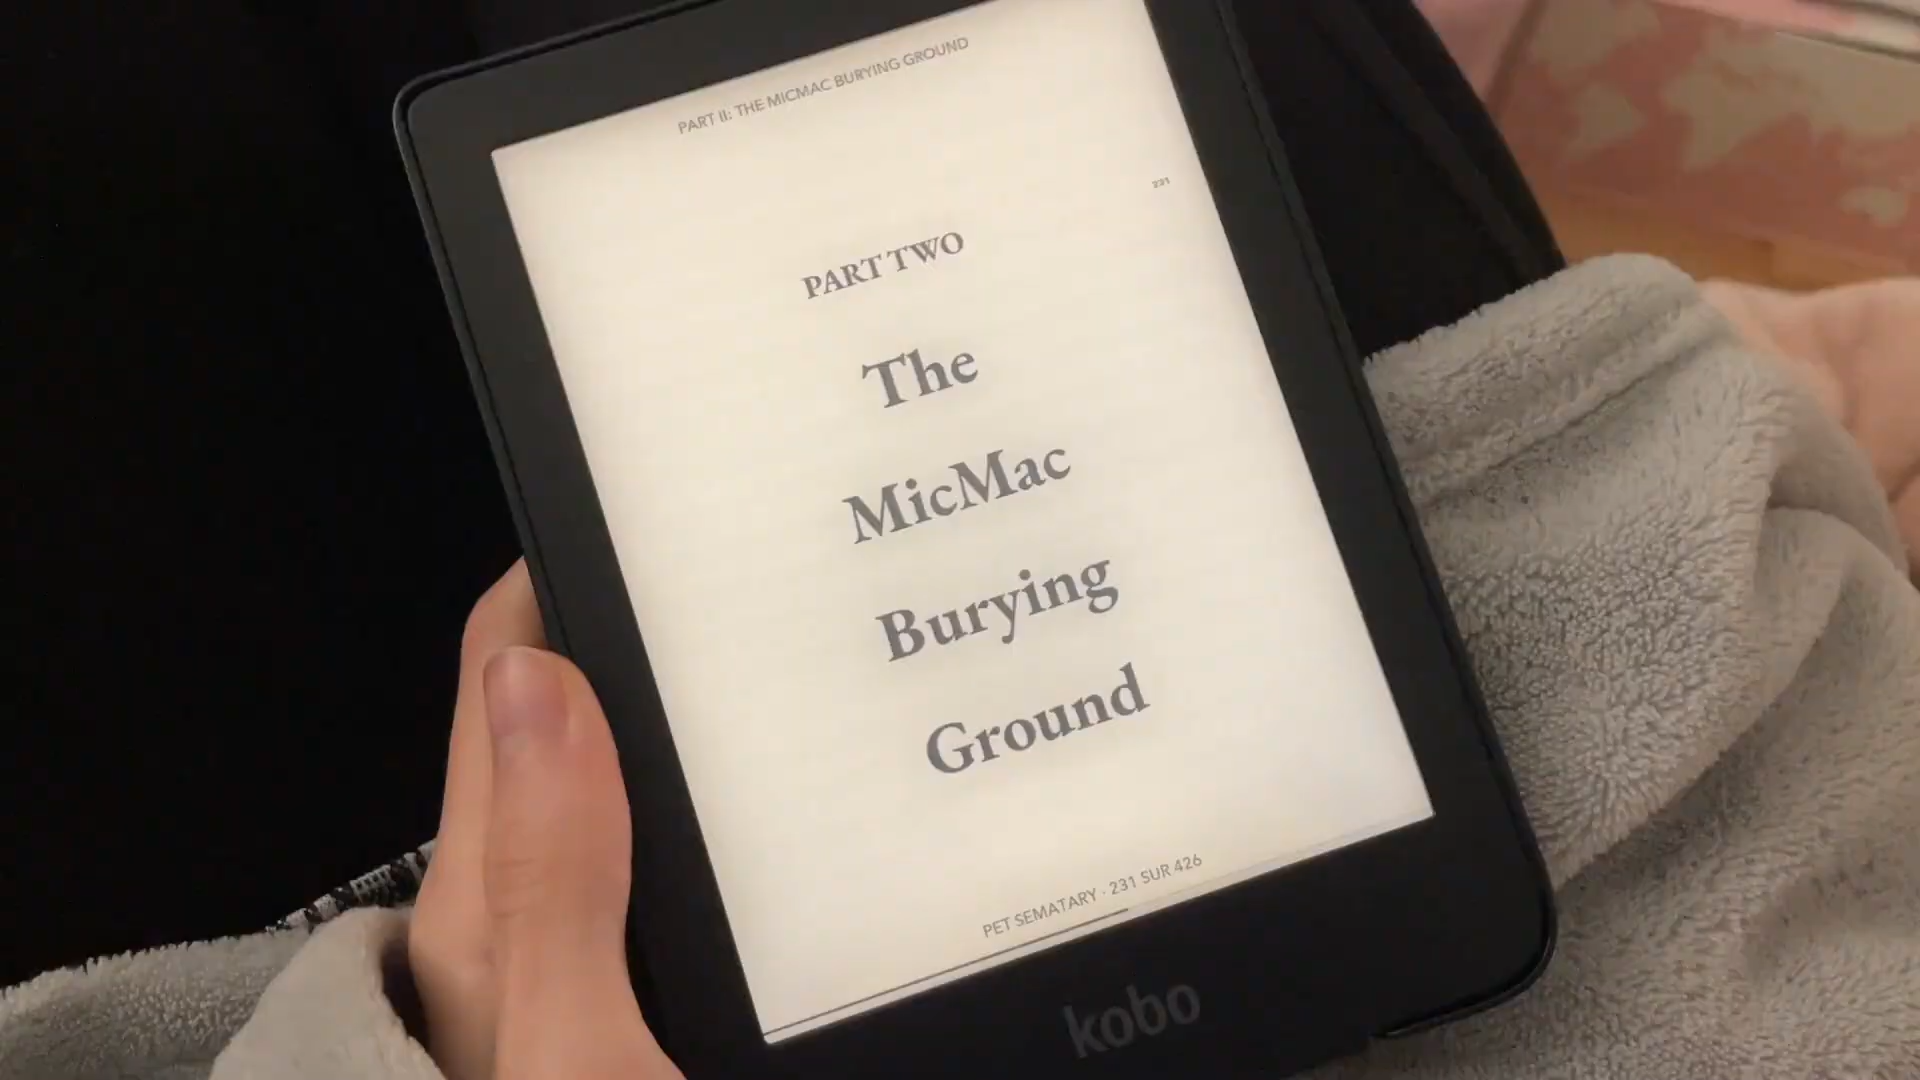 PART II: THE MICMAC BURYING GROUND
231
PART TWO
The
MicMac
Burying
Ground
PET SEMATARY · 231 SUR 426
kobo